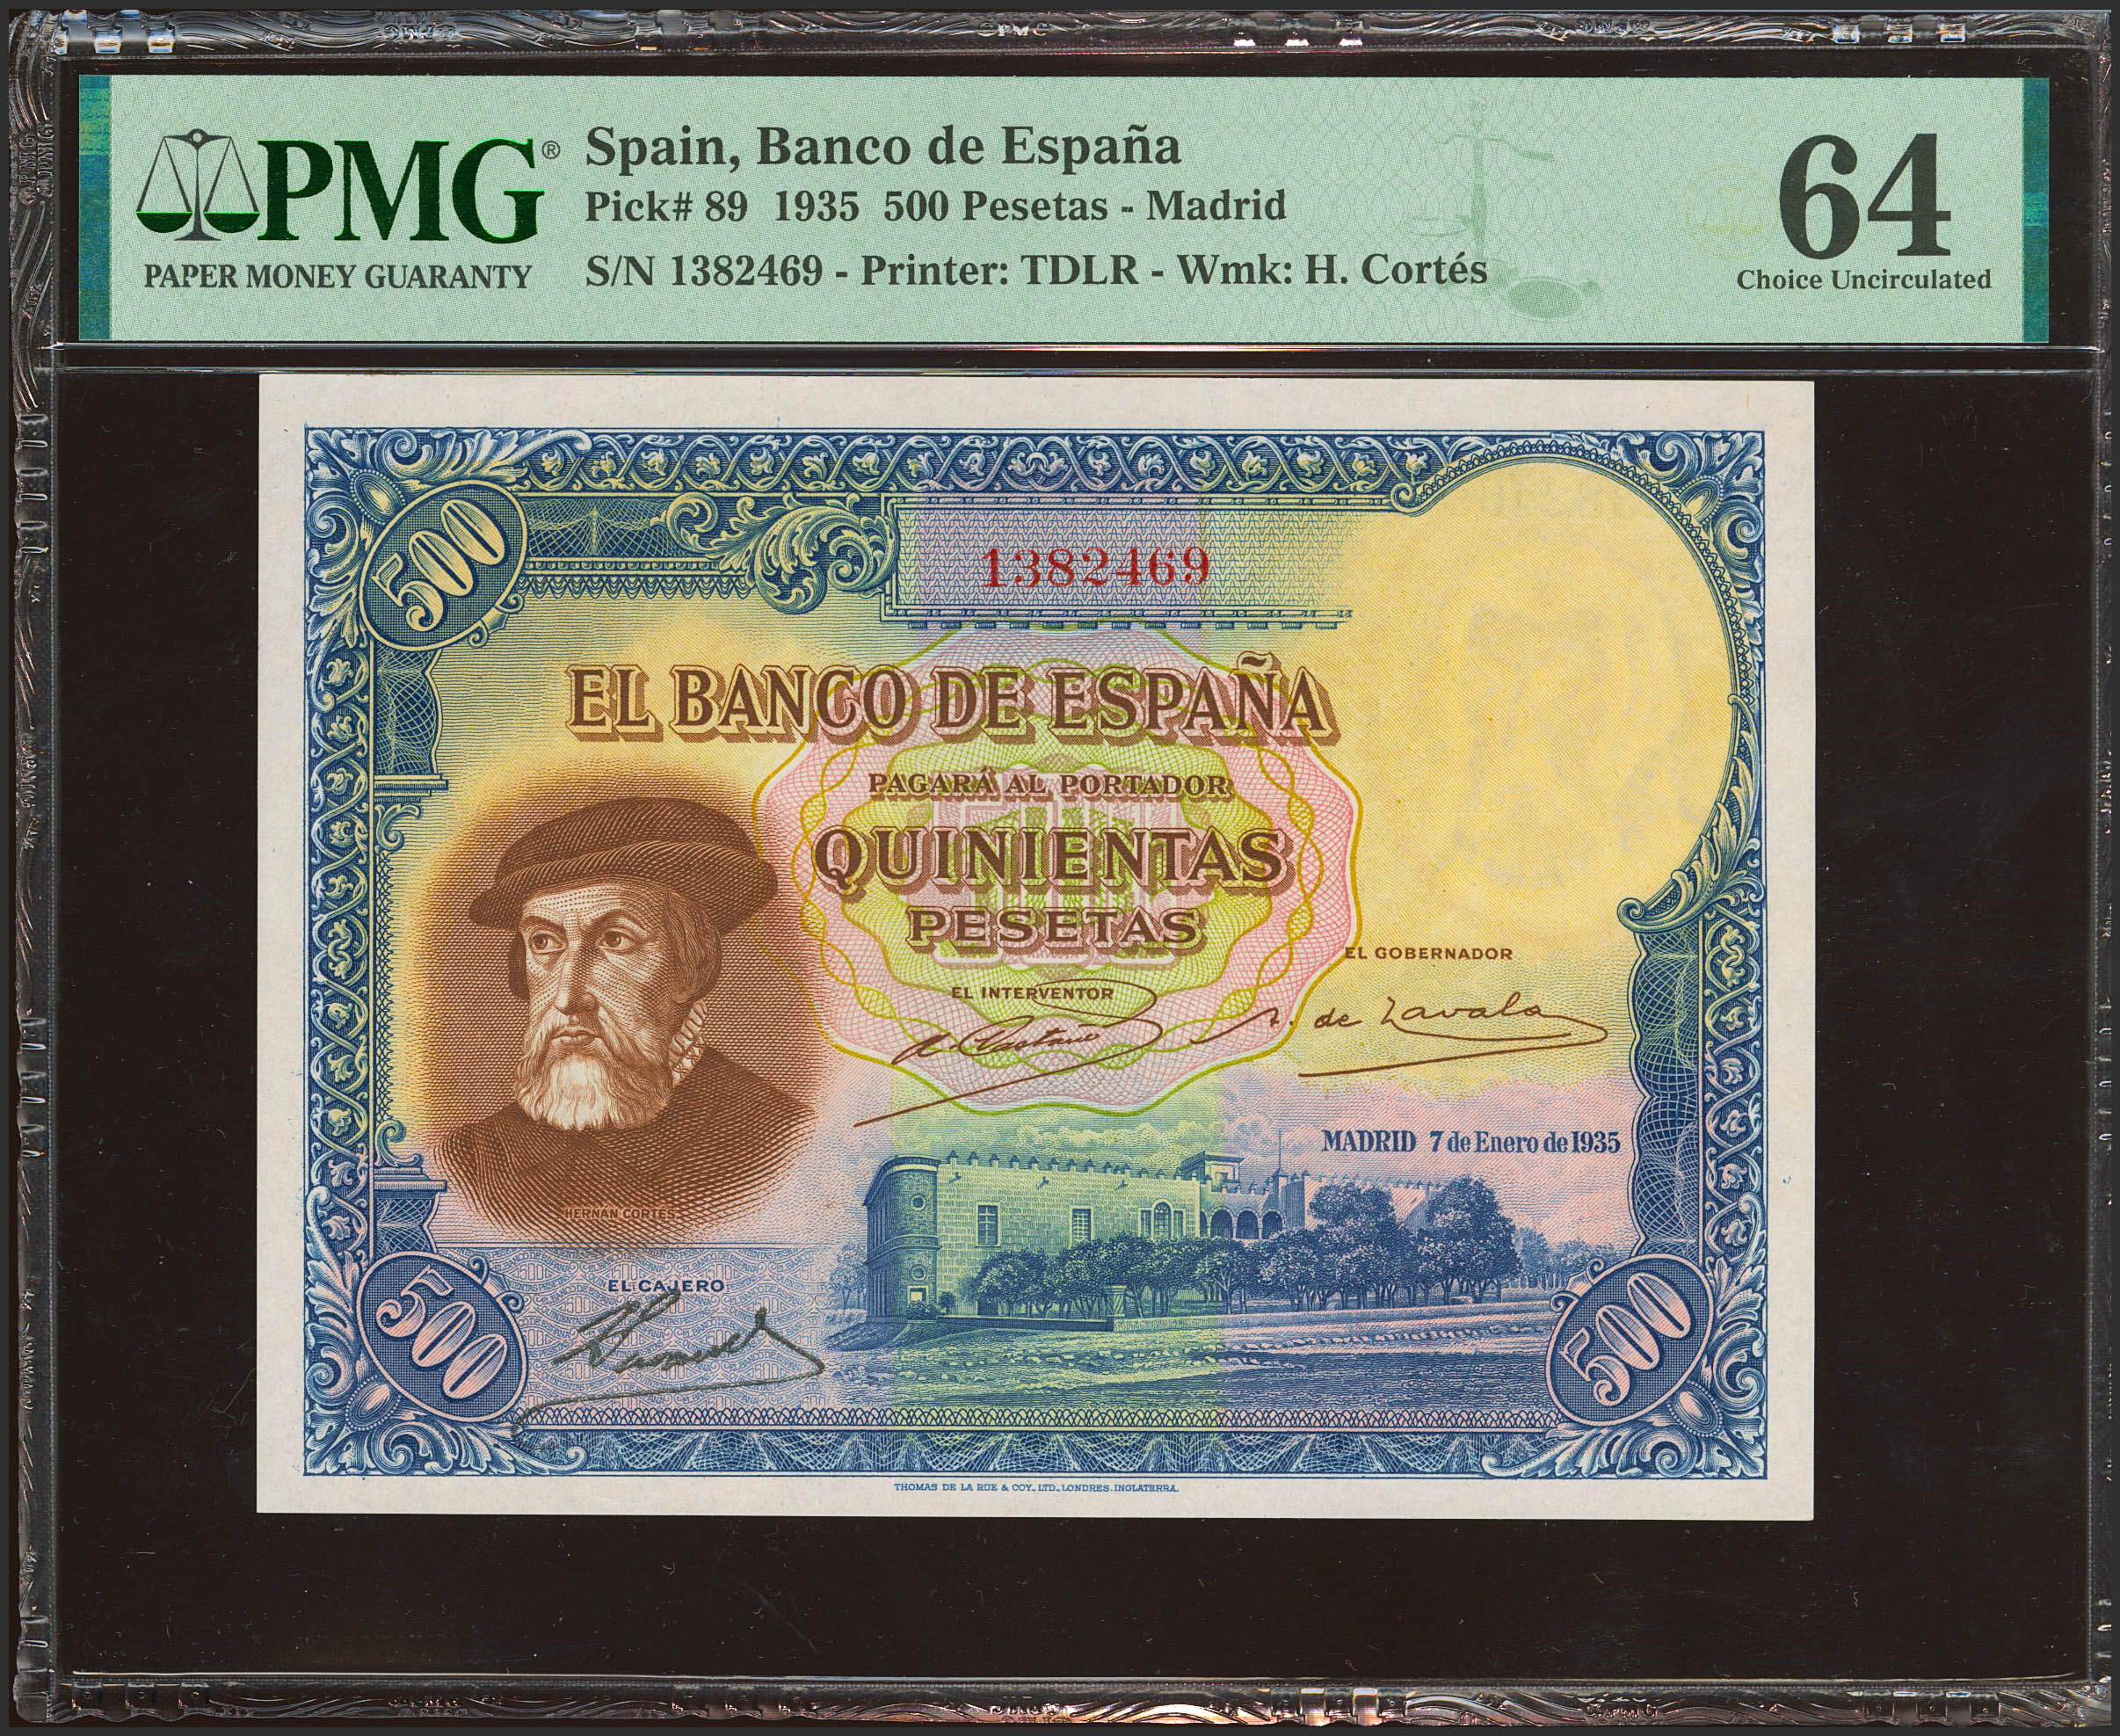 PMG®
PAPER MONEY GUARANTY
Spain, Banco de España
Pick# 89 1935 500 Pesetas - Madrid
S/N 1382469 - Printer: TDLR - Wmk: H. Cortés
64
Choice Uncirculated
500
1382469
EL BANCO DE ESPAÑA
PAGARÁ AL PORTADOR
QUINIENTAS
PESETAS
EL GOBERNADOR
A. de Zavala
EL INTERVENTOR
MADRID 7 de Enero de 1935
HERNAN CORTES
EL CAJERO
500
500
THOMAS DE LA RUE & COY. LTD. LONDRES. INGLATERRA.